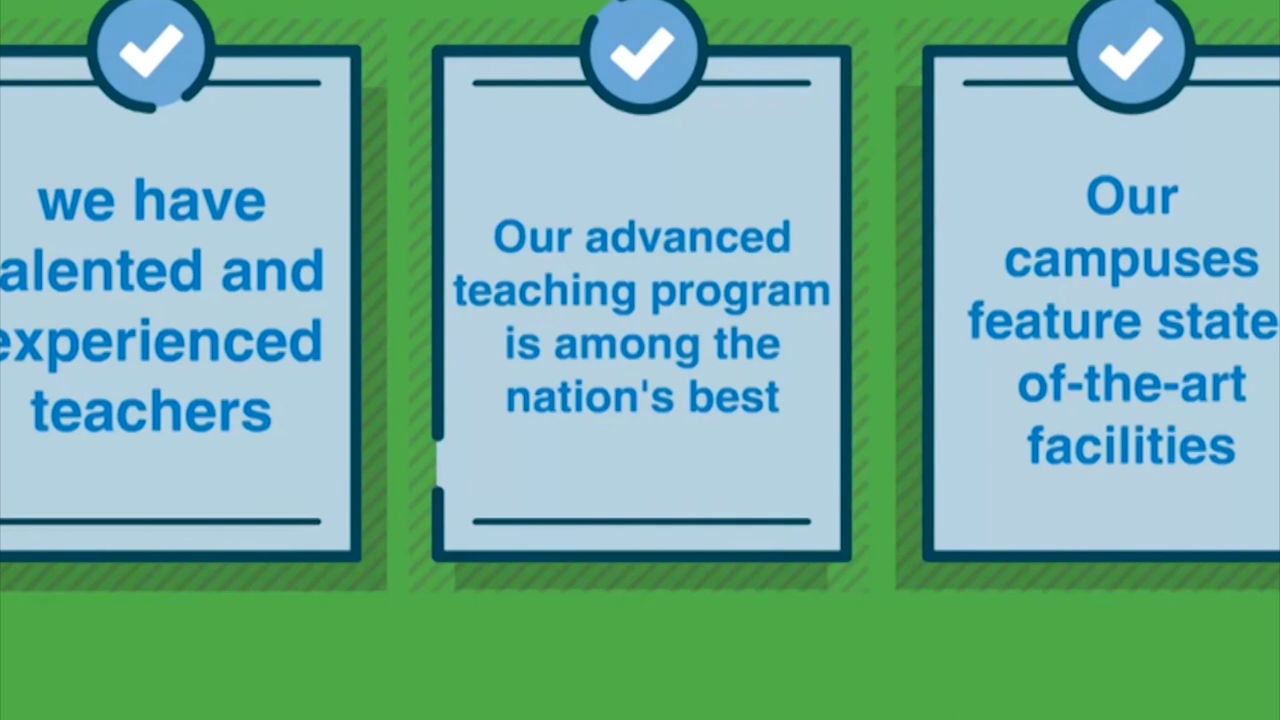 we have
alented and
experienced
teachers
Our advanced
teaching program
is among the
nation's best
Our
campuses
feature state
of-the-art
facilities